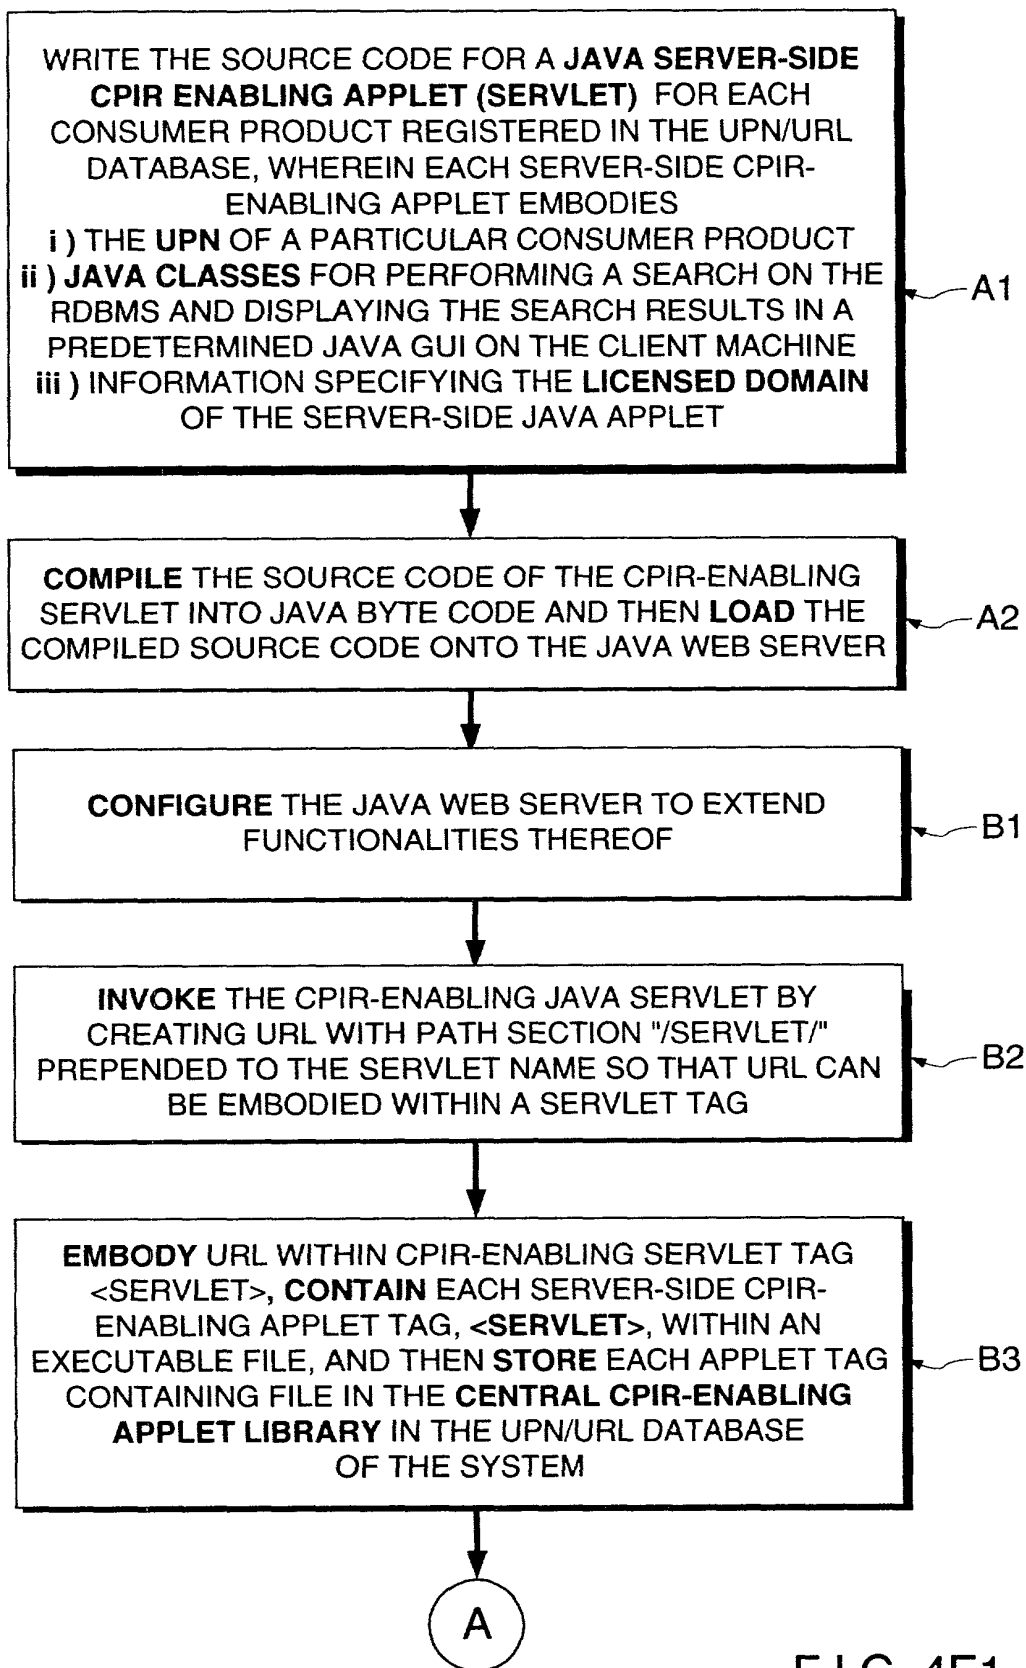 WRITE THE SOURCE CODE FOR A JAVA SERVER-SIDE
CPIR ENABLING APPLET (SERVLET) FOR EACH
CONSUMER PRODUCT REGISTERED IN THE UPN/URL
DATABASE, WHEREIN EACH SERVER-SIDE CPIR-
ENABLING APPLET EMBODIES
i ) THE UPN OF A PARTICULAR CONSUMER PRODUCT
ii ) JAVA CLASSES FOR PERFORMING A SEARCH ON THE
RDBMS AND DISPLAYING THE SEARCH RESULTS IN A
PREDETERMINED JAVA GUI ON THE CLIENT MACHINE
iii ) INFORMATION SPECIFYING THE LICENSED DOMAIN
OF THE SERVER-SIDE JAVA APPLET
A1
COMPILE THE SOURCE CODE OF THE CPIR-ENABLING
SERVLET INTO JAVA BYTE CODE AND THEN LOAD THE
COMPILED SOURCE CODE ONTO THE JAVA WEB SERVER
A2
CONFIGURE THE JAVA WEB SERVER TO EXTEND
FUNCTIONALITIES THEREOF
B1
INVOKE THE CPIR-ENABLING JAVA SERVLET BY
CREATING URL WITH PATH SECTION "/SERVLET/"
PREPENDED TO THE SERVLET NAME SO THAT URL CAN
BE EMBODIED WITHIN A SERVLET TAG
B2
EMBODY URL WITHIN CPIR-ENABLING SERVLET TAG
<SERVLET>, CONTAIN EACH SERVER-SIDE CPIR-
ENABLING APPLET TAG, <SERVLET>, WITHIN AN
EXECUTABLE FILE, AND THEN STORE EACH APPLET TAG
CONTAINING FILE IN THE CENTRAL CPIR-ENABLING
APPLET LIBRARY IN THE UPN/URL DATABASE
OF THE SYSTEM
B3
A
FIG. 4E1